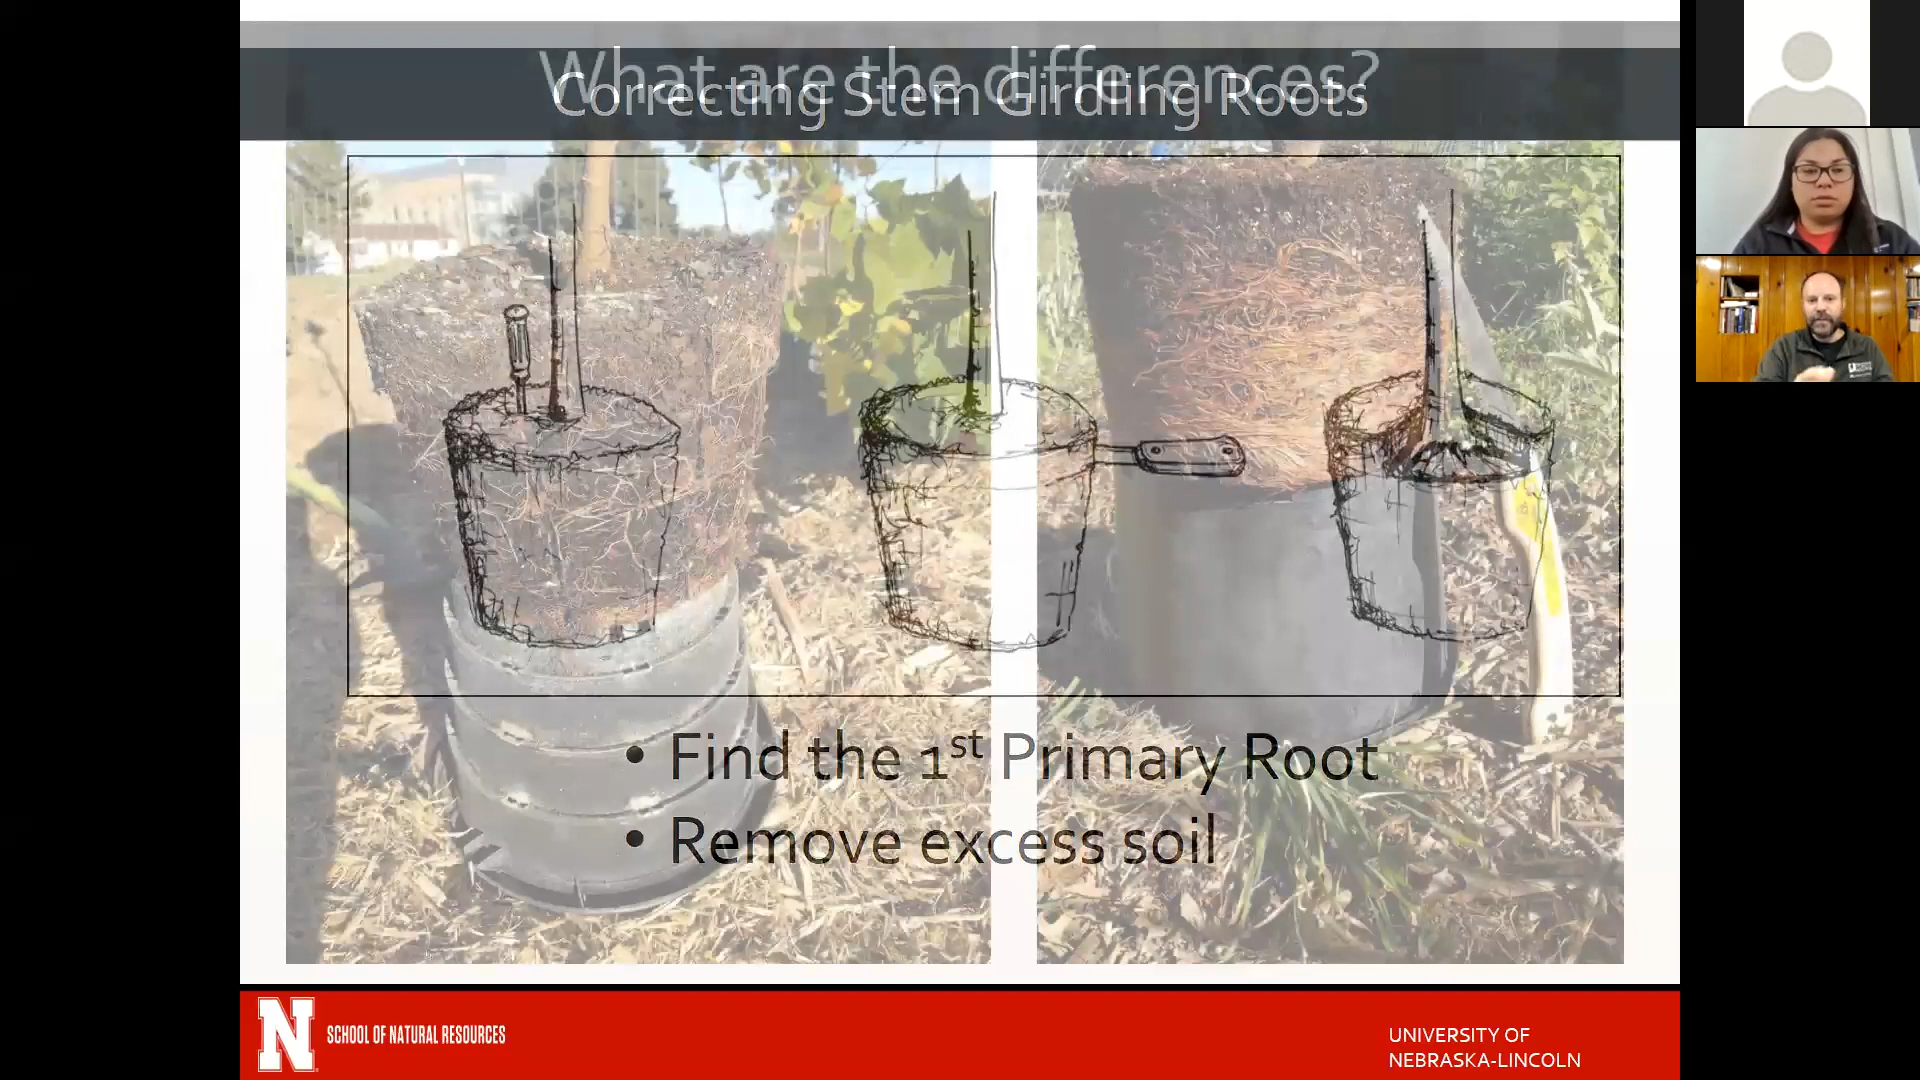 What are the differences?
Correcting Stem Girdling Roots
• Find the 1st Primary Root
• Remove excess soil
N SCHOOL OF NATURAL RESOURCES
UNIVERSITY OF
NEBRASKA-LINCOLN